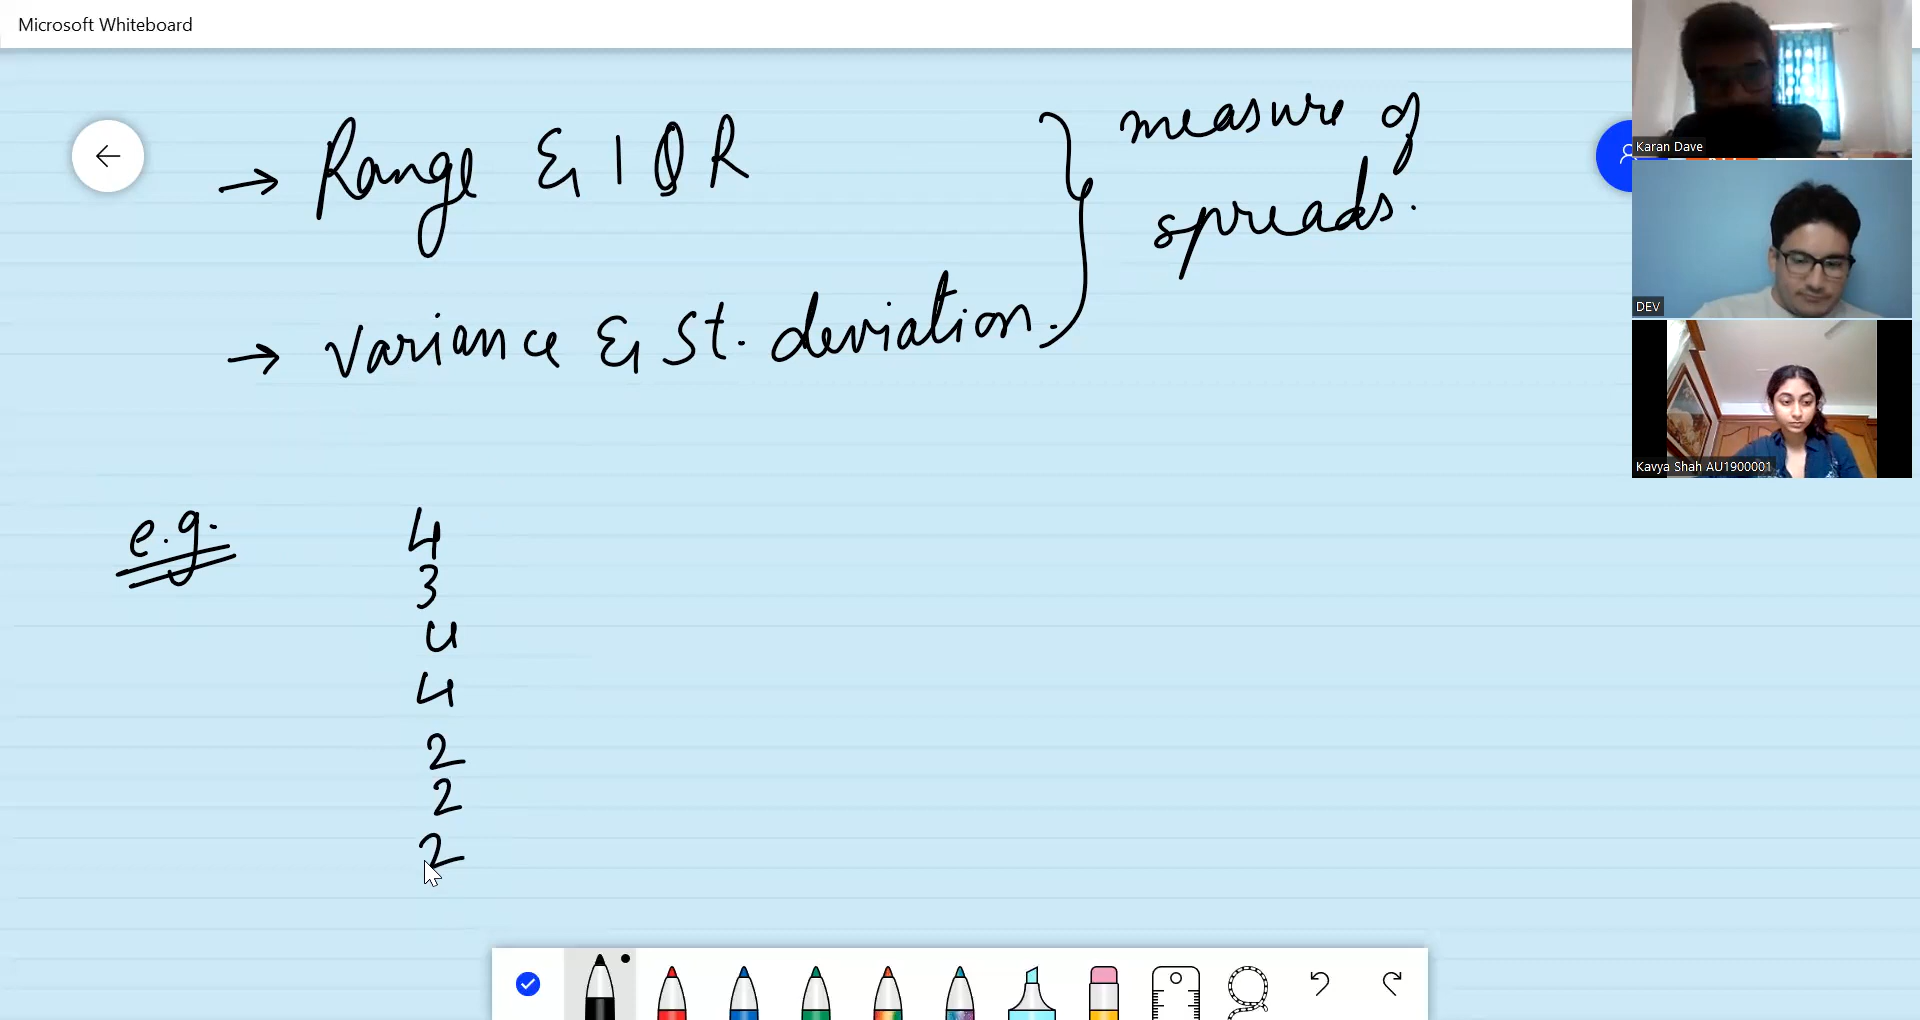 Microsoft Whiteboard
→ Range & IQR
→ Variance & St. deviation.
measure of
spreads.
e.g.
4
3
4
4
2
2
2
Karan Dave
DEV
Kavya Shah AU1900001